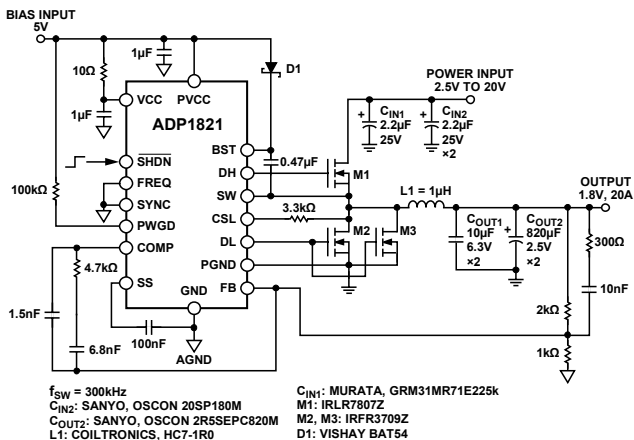 BIAS INPUT
5V
1µF
10Ω
1µF
D1
POWER INPUT
2.5V TO 20V
VCC
PVCC
ADP1821
BST
SHDN
DH
FREQ
SW
SYNC
CSL
PWGD
DL
COMP
PGND
SS
GND
FB
AGND
+
CIN1
2.2µF
25V
+
CIN2
2.2µF
25V
×2
0.47µF
M1
100kΩ
3.3kΩ
L1 = 1µH
OUTPUT
1.8V, 20A
M2
M3
COUT1
10µF
6.3V
×2
+
COUT2
820µF
2.5V
×2
300Ω
10nF
2kΩ
1kΩ
4.7kΩ
1.5nF
6.8nF
100nF
fSW = 300kHz
CIN2: SANYO, OSCON 20SP180M
COUT2: SANYO, OSCON 2R5SEPC820M
L1: COILTRONICS, HC7-1R0
CIN1: MURATA, GRM31MR71E225k
M1: IRLR7807Z
M2, M3: IRFR3709Z
D1: VISHAY BAT54